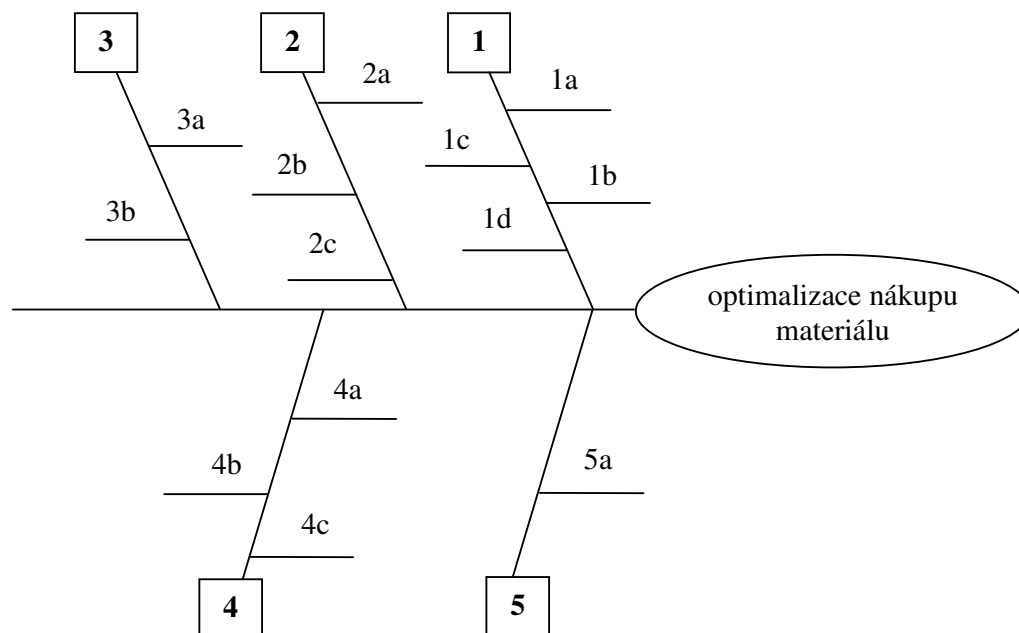 3
2
1
2a
1a
3a
1c
2b
1b
3b
1d
2c
optimalizace nákupu
materiálu
4a
4b
5a
4c
4
5